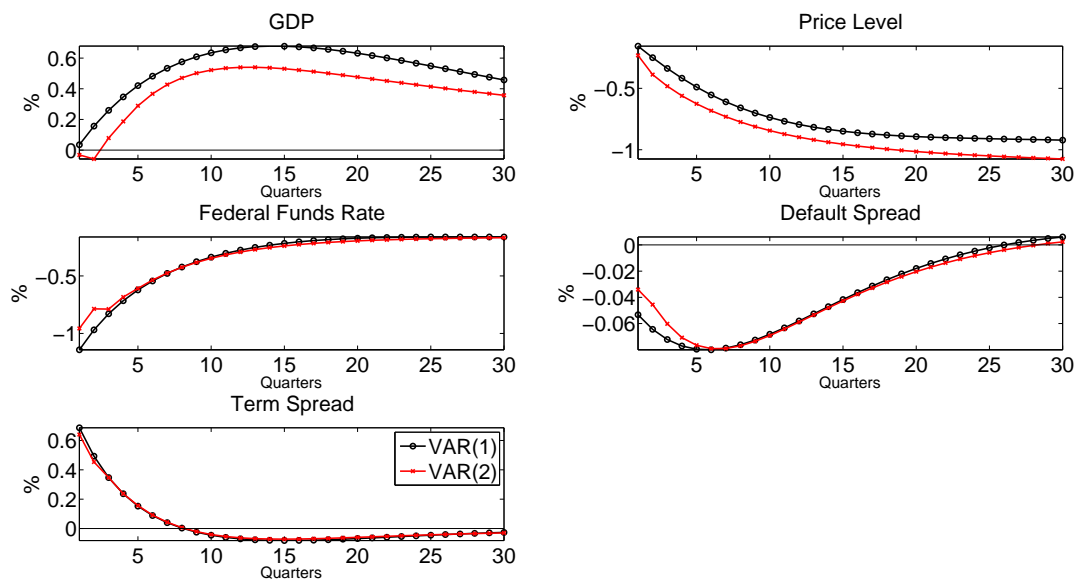 GDP
%
0.6
0.4
0.2
0
5 10 15 20 25 30
Quarters
Price Level
%
−0.5
−1
5 10 15 20 25 30
Quarters
Federal Funds Rate
%
−0.5
−1
5 10 15 20 25 30
Quarters
Default Spread
%
0
−0.02
−0.04
−0.06
5 10 15 20 25 30
Quarters
Term Spread
%
0.6
0.4
0.2
0
5 10 15 20 25 30
Quarters
VAR(1)
VAR(2)